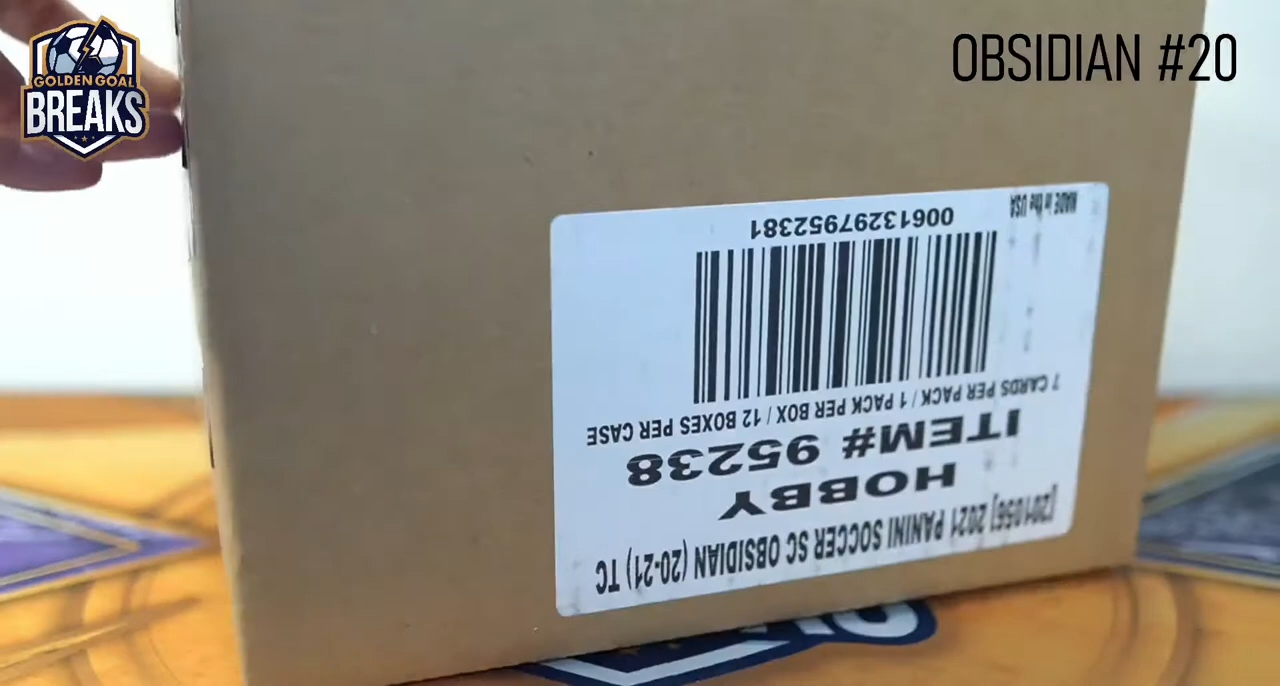 GOLDEN GOAL
BREAKS
OBSIDIAN #20
[201056] 2021 PANINI SOCCER SC OBSIDIAN (20-21) TC
HOBBY
ITEM# 95238
7 CARDS PER PACK / 1 PACK PER BOX / 12 BOXES PER CASE
00613297952381
MADE in the USA